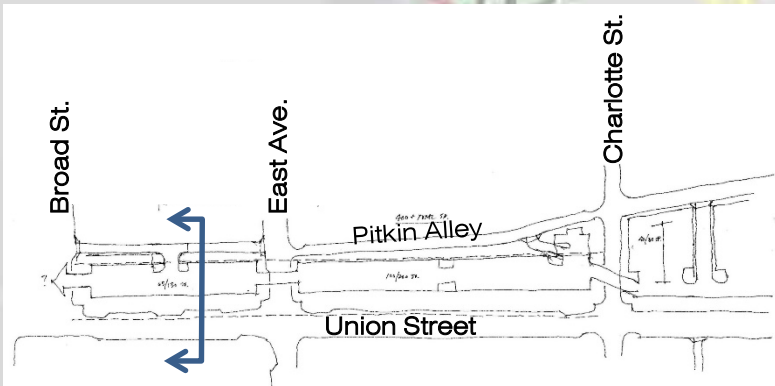 Broad St.
East Ave.
Charlotte St.
Pitkin Alley
?
Union Street